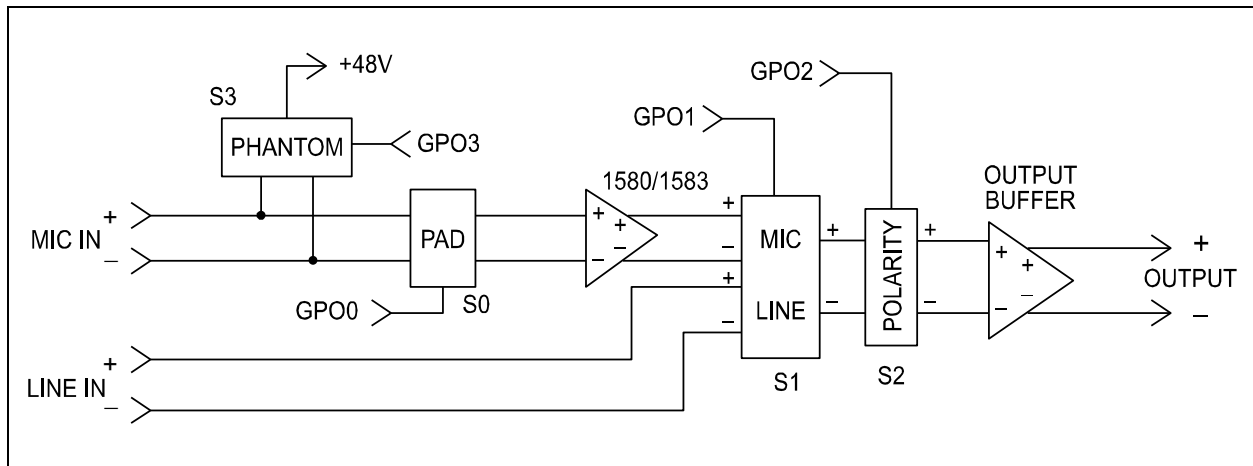 +48V
S3
GPO2
GPO1
PHANTOM
GPO3
1580/1583
OUTPUT
BUFFER
+
MIC IN
−
PAD
+
+
−
−
+
−
+
−
MIC
LINE
+
−
POLARITY
+
−
+
+
−
−
+
OUTPUT
−
GPO0
S0
S1
S2
+
LINE IN
−